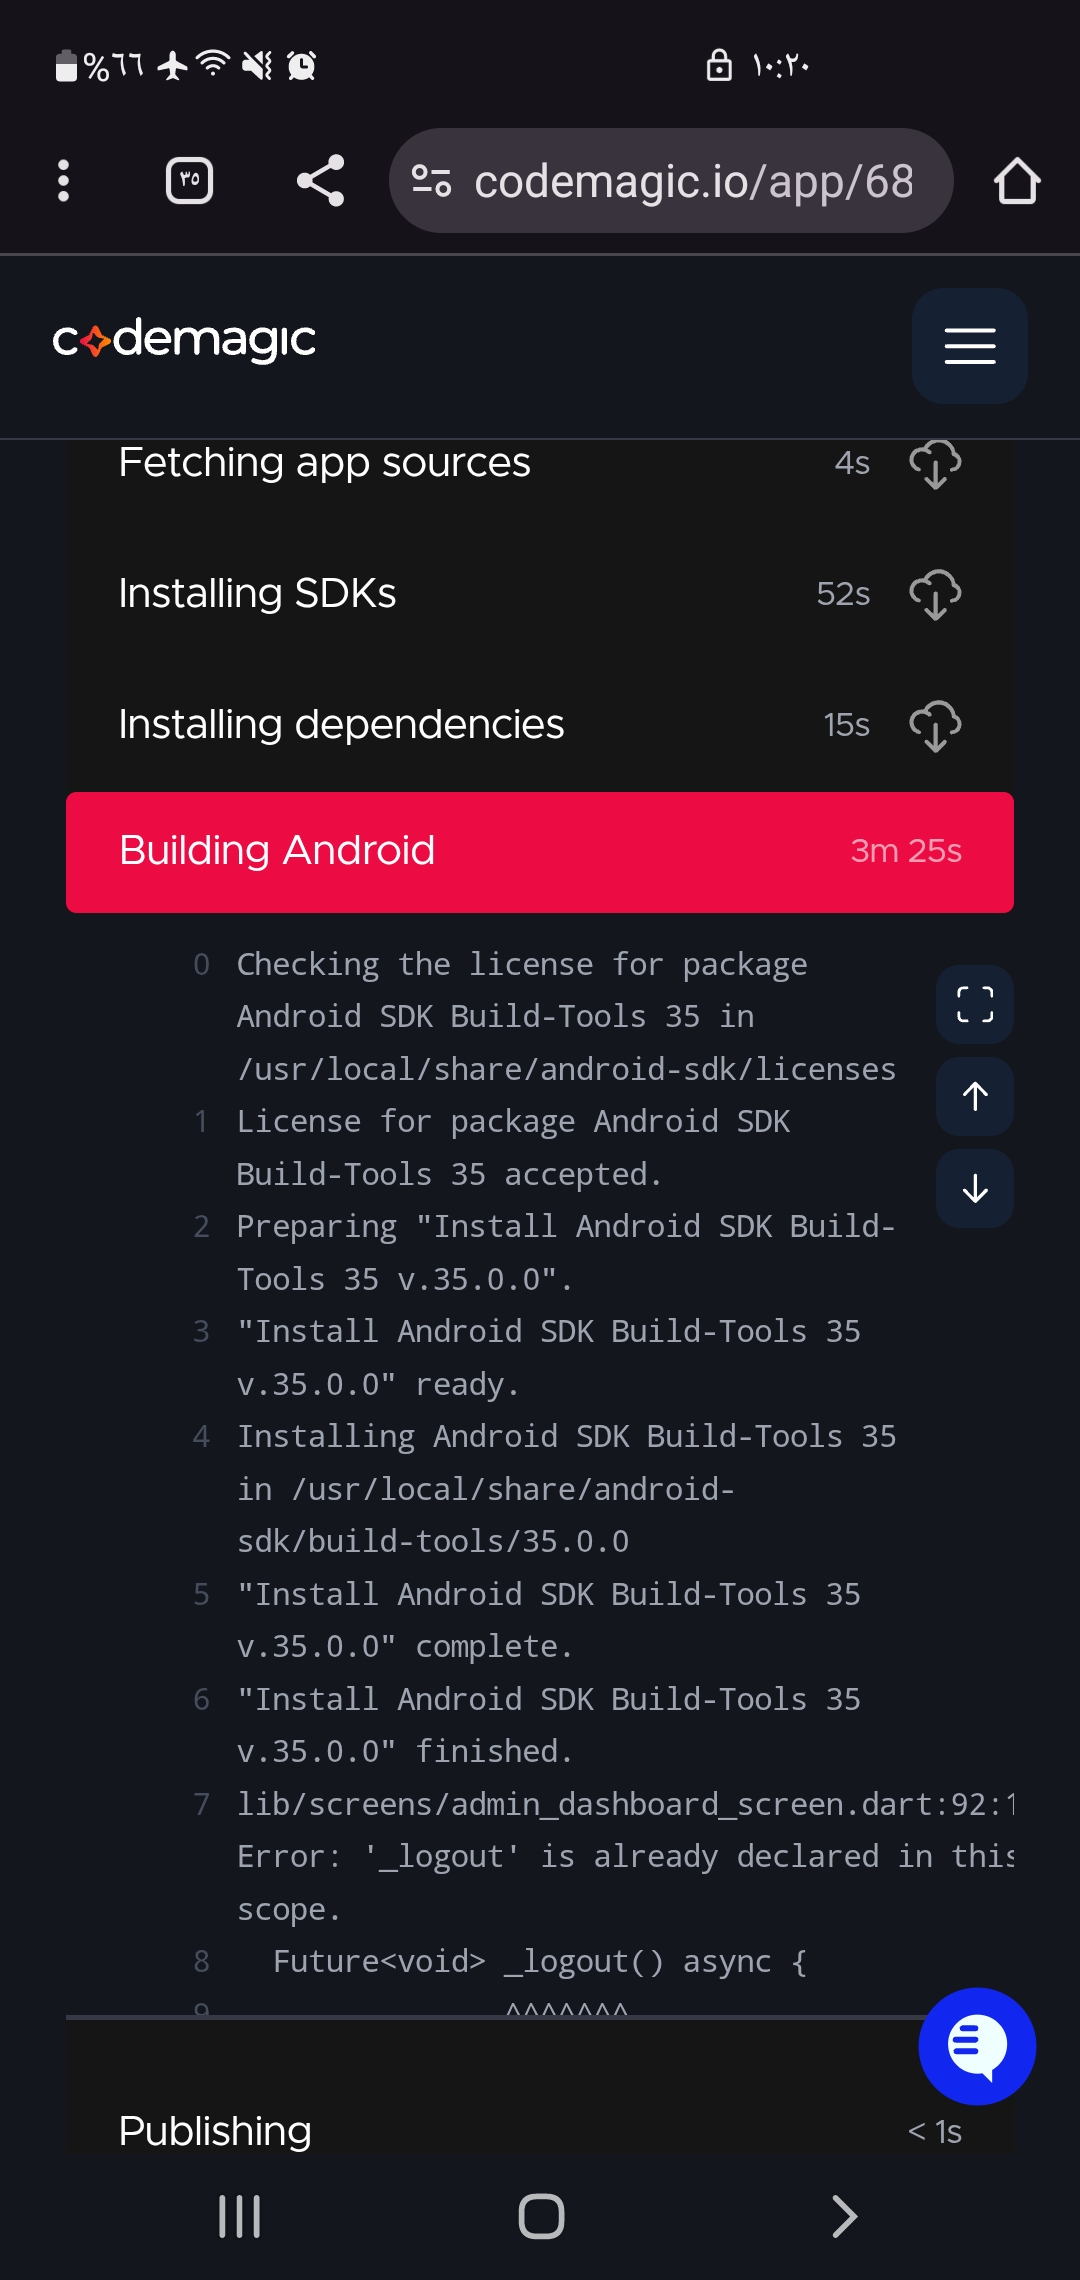 %٦٦
١٠:٢٠
٣٥
codemagic.io/app/68
codemagic
Fetching app sources 4s
Installing SDKs 52s
Installing dependencies 15s
Building Android 3m 25s
0 Checking the license for package
Android SDK Build-Tools 35 in
/usr/local/share/android-sdk/licenses
1 License for package Android SDK
Build-Tools 35 accepted.
2 Preparing "Install Android SDK Build-
Tools 35 v.35.0.0".
3 "Install Android SDK Build-Tools 35
v.35.0.0" ready.
4 Installing Android SDK Build-Tools 35
in /usr/local/share/android-
sdk/build-tools/35.0.0
5 "Install Android SDK Build-Tools 35
v.35.0.0" complete.
6 "Install Android SDK Build-Tools 35
v.35.0.0" finished.
7 lib/screens/admin_dashboard_screen.dart:92:1
Error: '_logout' is already declared in this
scope.
8 Future<void> _logout() async {
9 ^^^^^^^
Publishing < 1s